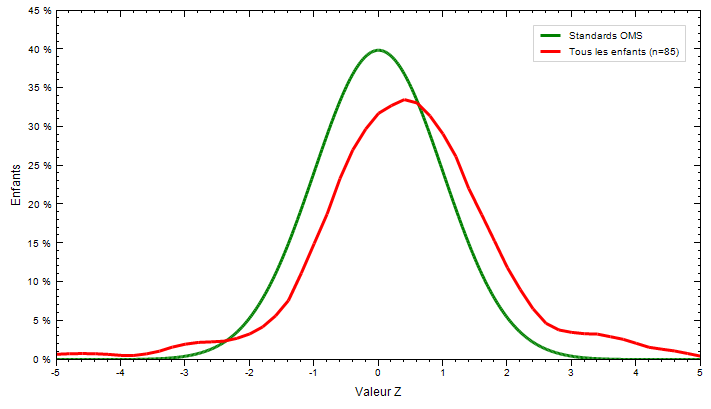 45 %
40 %
35 %
30 %
25 %
20 %
15 %
10 %
5 %
0 %
Enfants
Standards OMS
Tous les enfants (n=85)
-5 -4 -3 -2 -1 0 1 2 3 4 5
Valeur Z